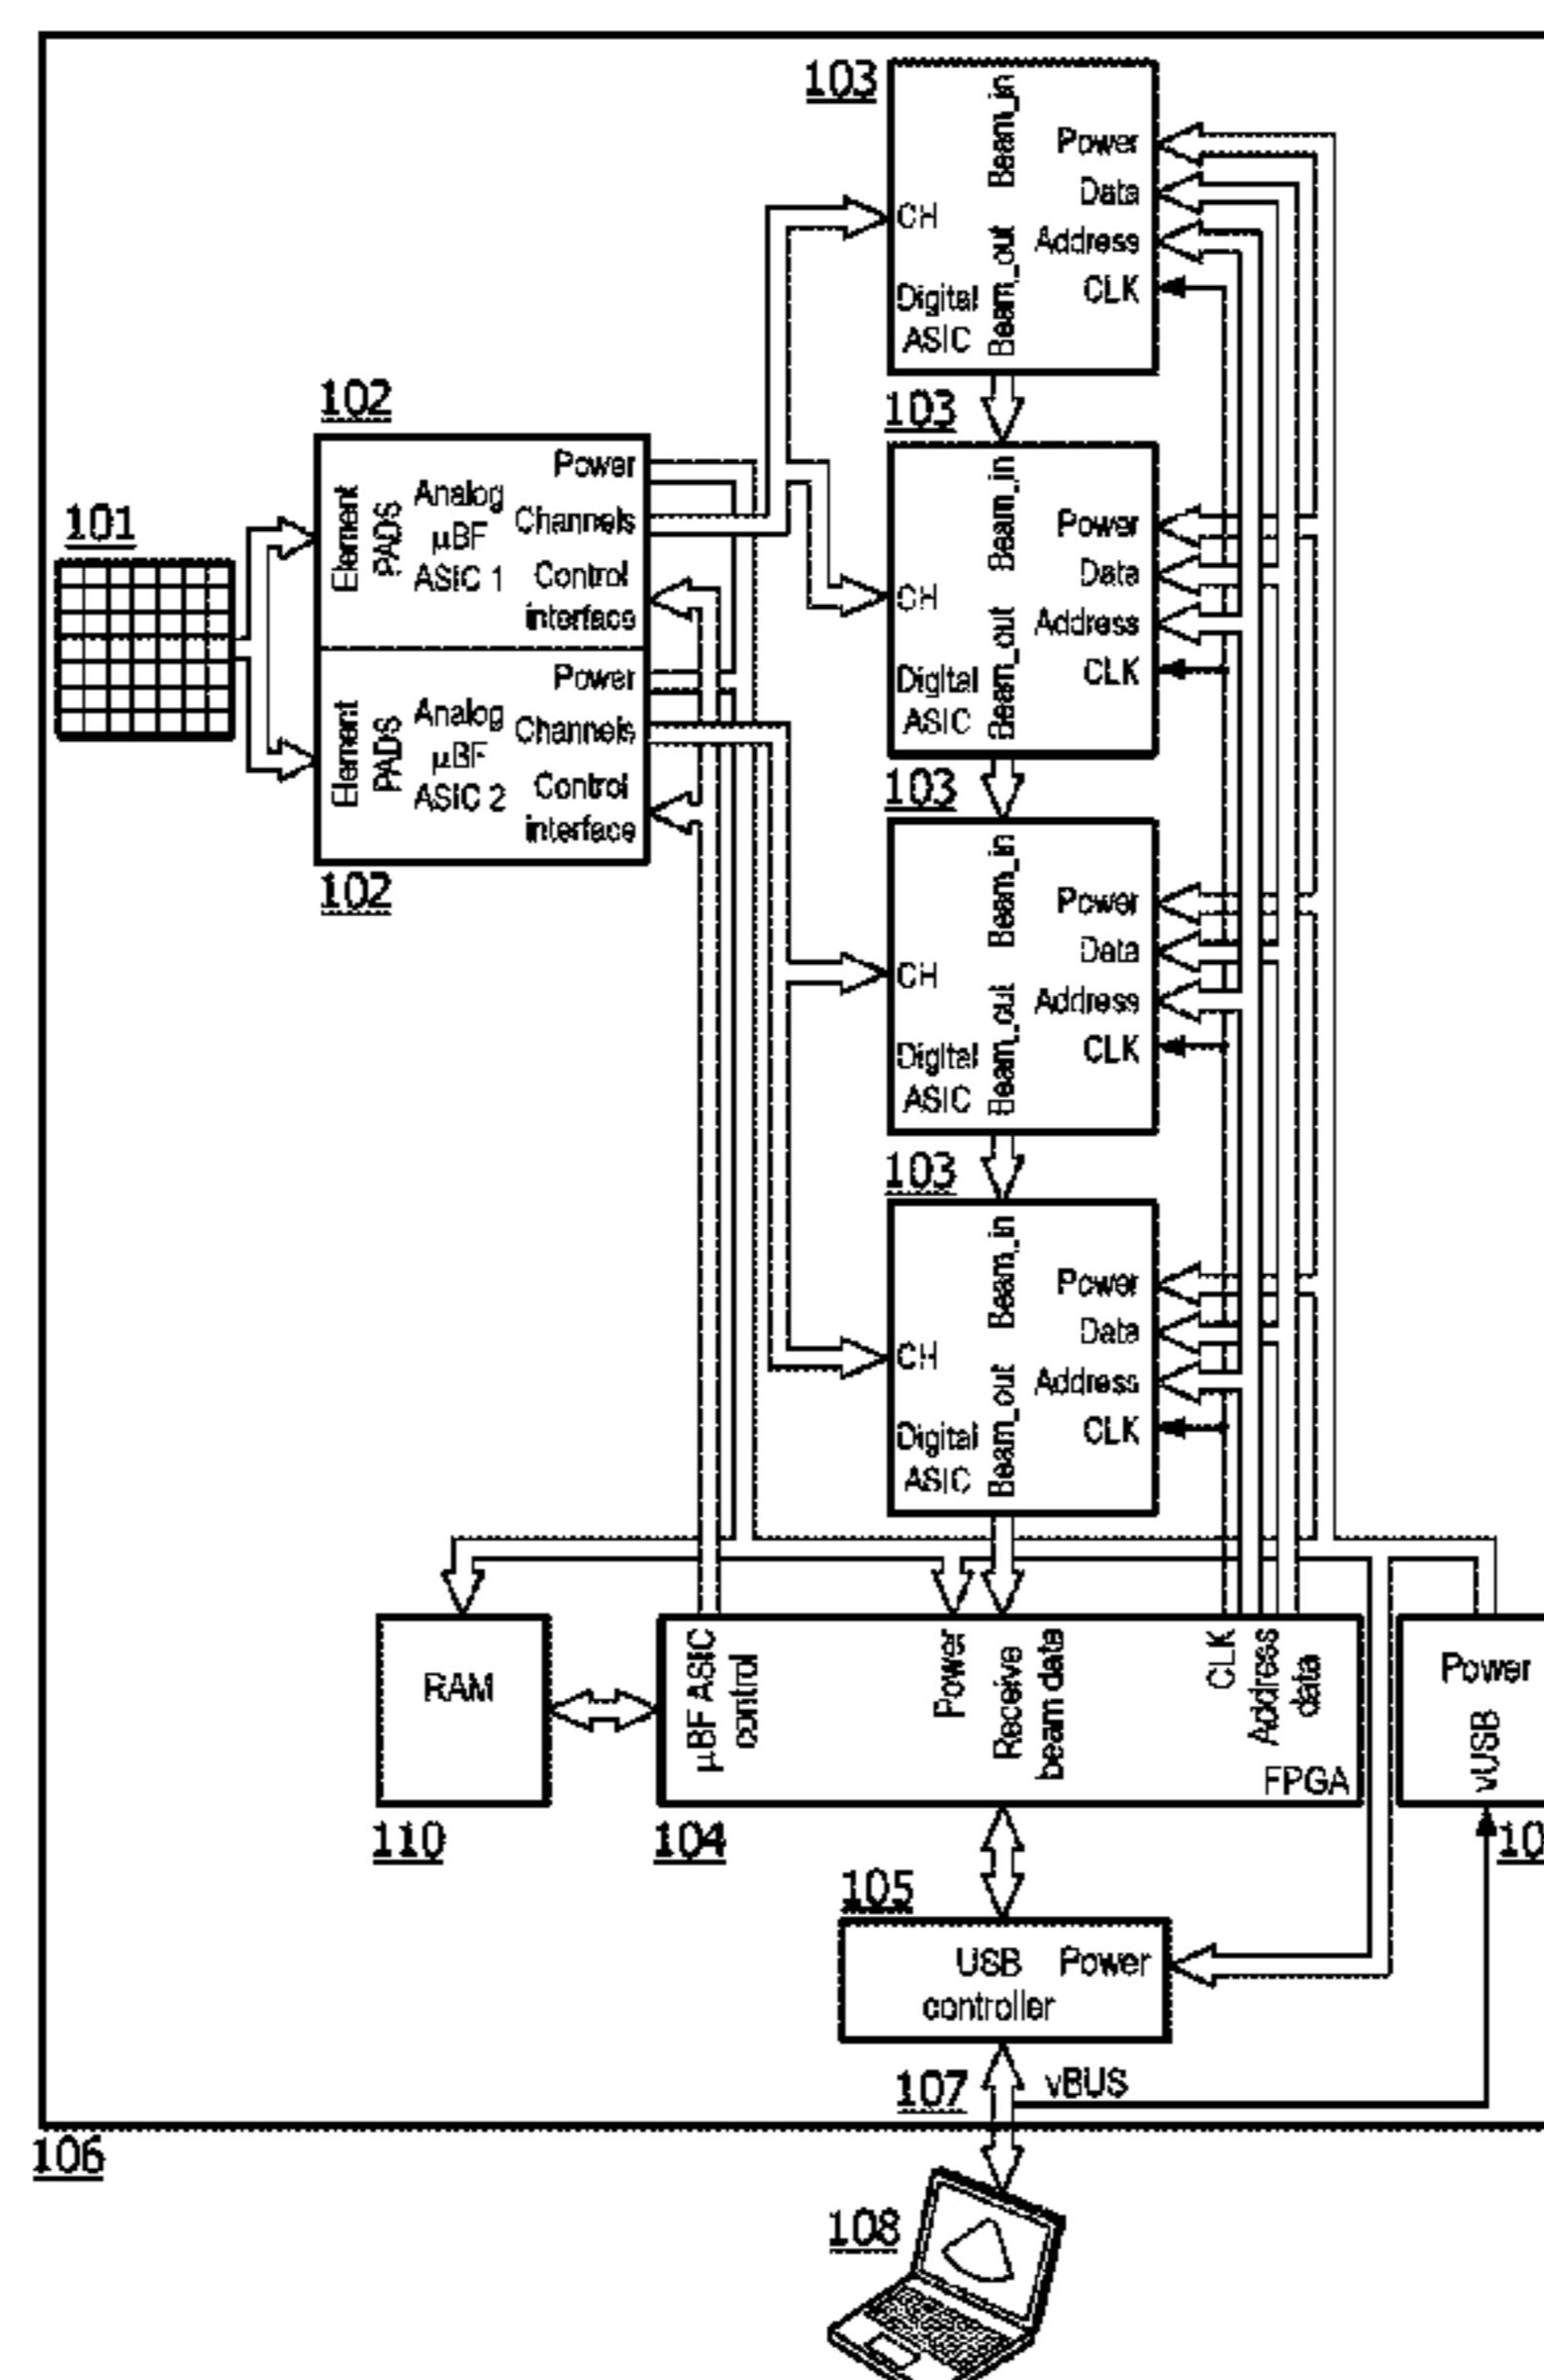 103
Beam_in
Power
Data
CH
Beam_out
Address
Digital
ASIC
CLK
102
103
Element
PADS
Analog
µBF
ASIC 1
Power
Channels
Control
interface
101
Beam_in
Power
Data
CH
Beam_out
Address
Digital
ASIC
CLK
Element
PADS
Analog
µBF
ASIC 2
Power
Channels
Control
interface
102
103
Beam_in
Power
Data
CH
Beam_out
Address
Digital
ASIC
CLK
103
Beam_in
Power
Data
CH
Beam_out
Address
Digital
ASIC
CLK
RAM
110
µBF ASIC
control
Power
Receive
beam data
CLK
Address
data
FPGA
104
Power
vUSB
10
105
USB
controller
Power
107
vBUS
106
108